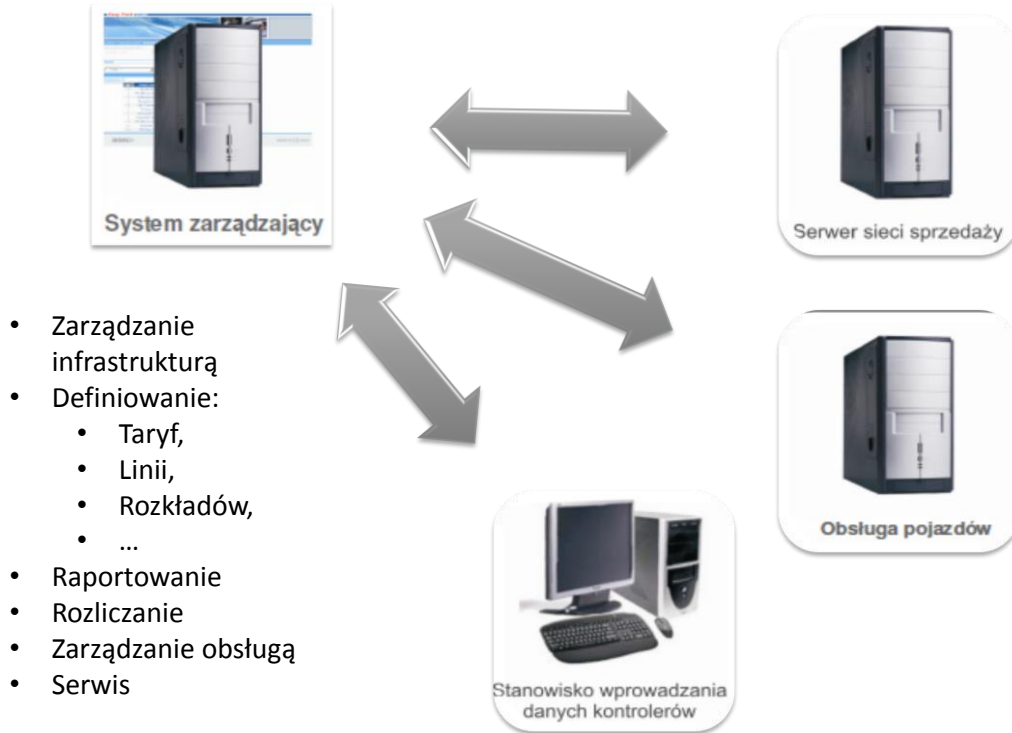 System zarządzający
Serwer sieci sprzedaży
• Zarządzanie
infrastrukturą
• Definiowanie:
• Taryf,
• Linii,
• Rozkładów,
• ...
• Raportowanie
• Rozliczanie
• Zarządzanie obsługą
• Serwis
Obsługa pojazdów
Stanowisko wprowadzania
danych kontrolerów